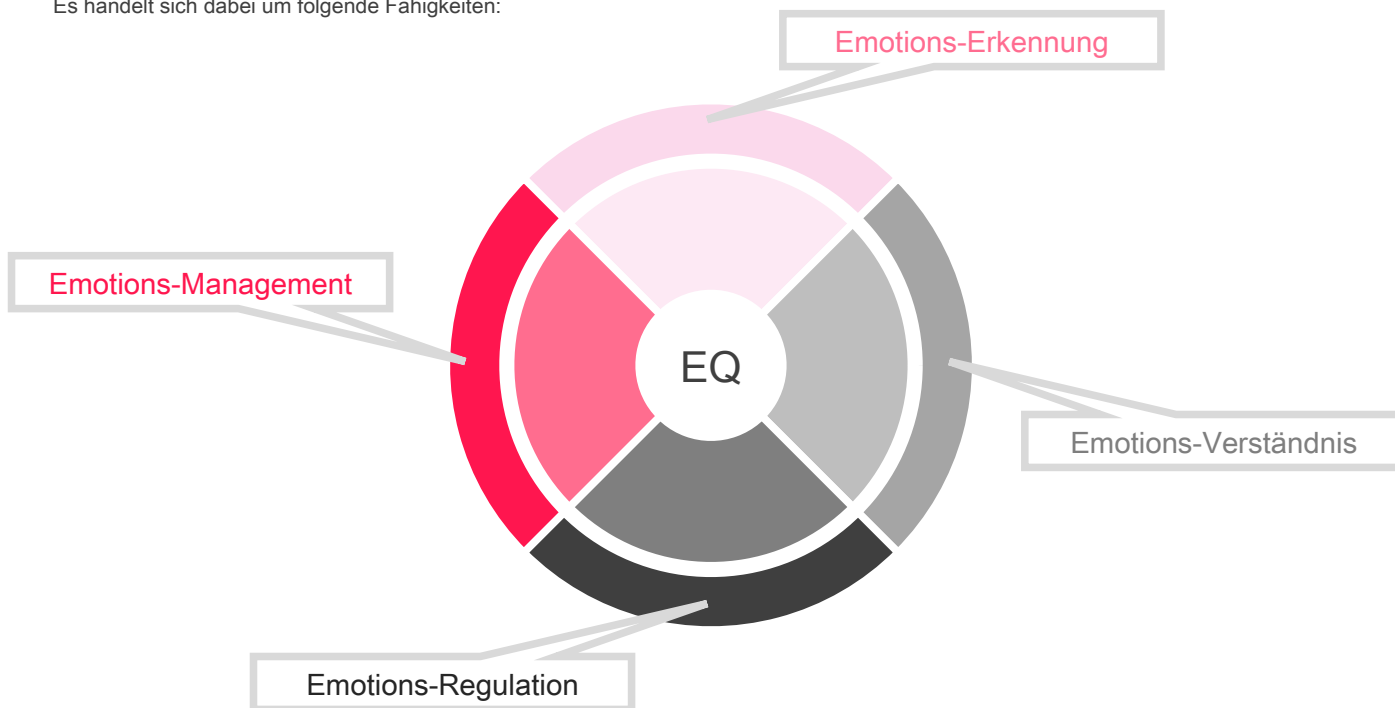 Es handelt sich dabei um folgende Fähigkeiten:
Emotions-Erkennung
Emotions-Management
EQ
Emotions-Verständnis
Emotions-Regulation